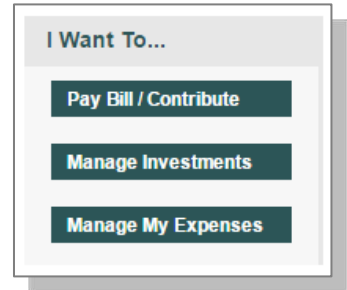 I Want To...
Pay Bill / Contribute
Manage Investments
Manage My Expenses